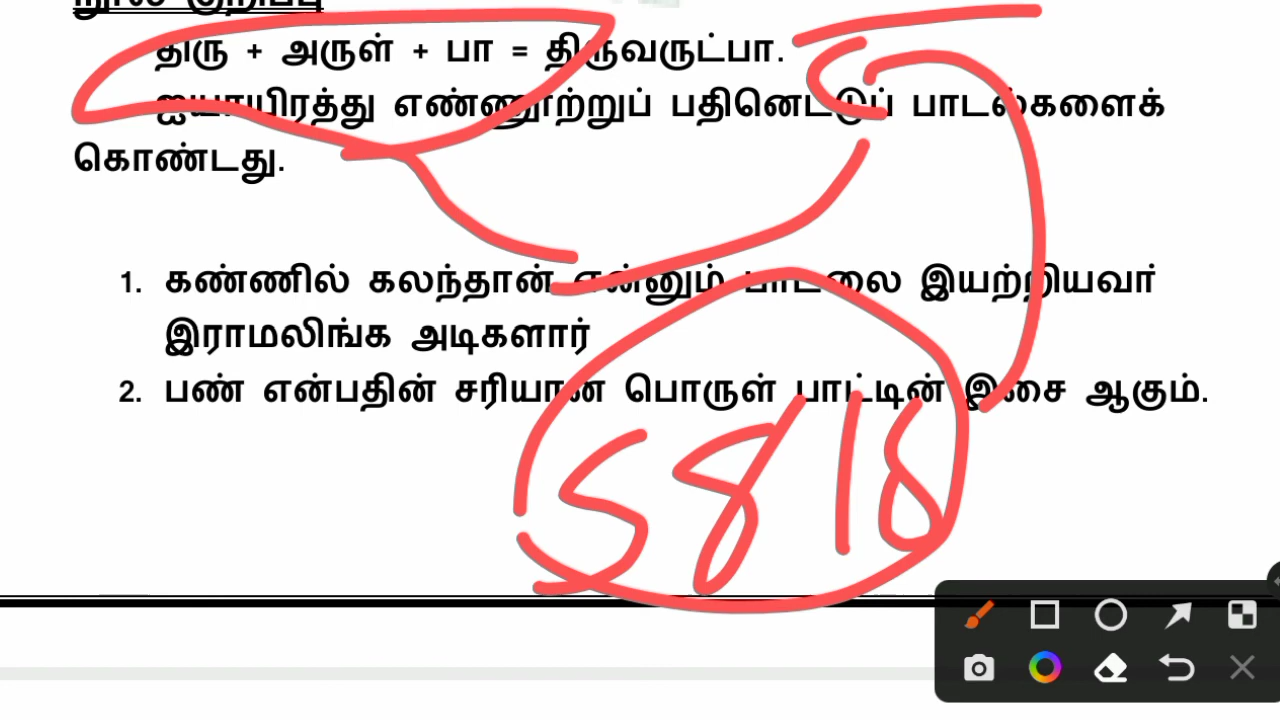 நூல் குறிப்பு
திரு + அருள் + பா = திருவருட்பா.
ஐயாயிரத்து எண்ணூற்றுப் பதினெட்டுப் பாடல்களைக்
கொண்டது.
1. கண்ணில் கலந்தான் என்னும் பாடலை இயற்றியவர்
இராமலிங்க அடிகளார்
2. பண் என்பதின் சரியான பொருள் பாட்டின் இசை ஆகும்.
5818